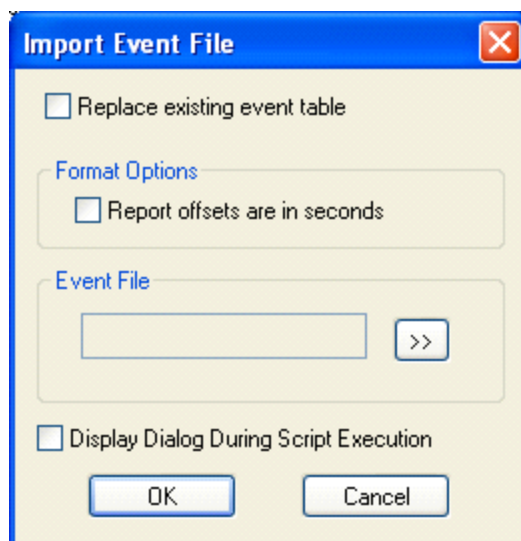 Import Event File
Replace existing event table
Format Options
Report offsets are in seconds
Event File
>>
Display Dialog During Script Execution
OK Cancel